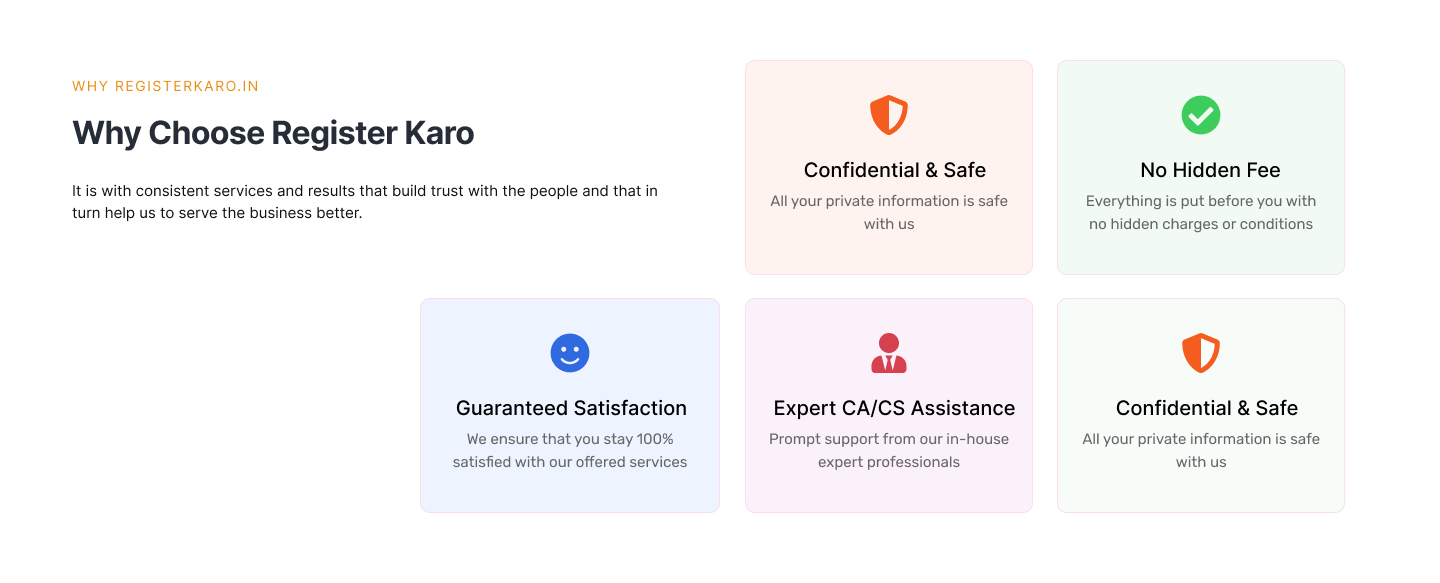 WHY REGISTERKARO.IN
Why Choose Register Karo
It is with consistent services and results that build trust with the people and that in
turn help us to serve the business better.
Confidential & Safe
All your private information is safe
with us
No Hidden Fee
Everything is put before you with
no hidden charges or conditions
Guaranteed Satisfaction
We ensure that you stay 100%
satisfied with our offered services
Expert CA/CS Assistance
Prompt support from our in-house
expert professionals
Confidential & Safe
All your private information is safe
with us